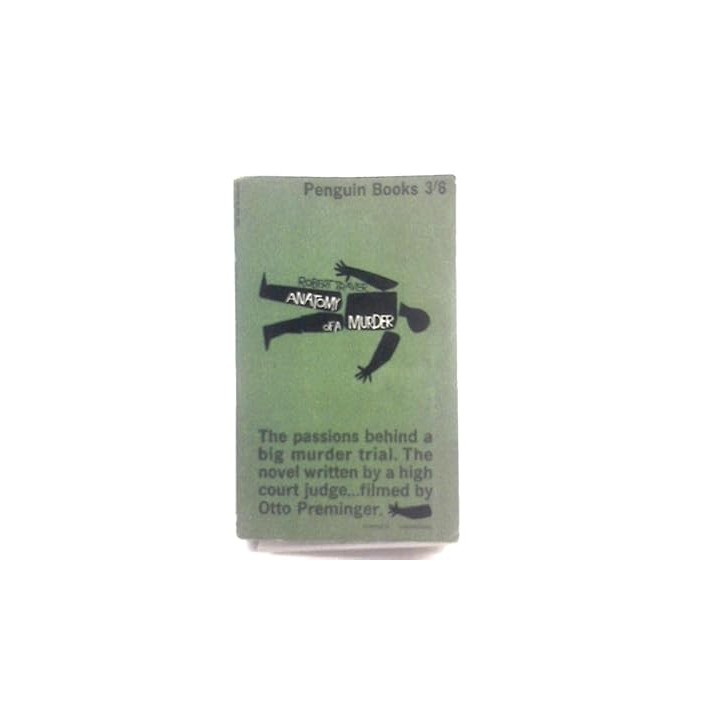 Penguin Books 3'6
ROBERT TRAVER
ANATOMY
OF A MURDER
The passions behind a
big murder trial. The
novel written by a high
court judge...filmed by
Otto Preminger.